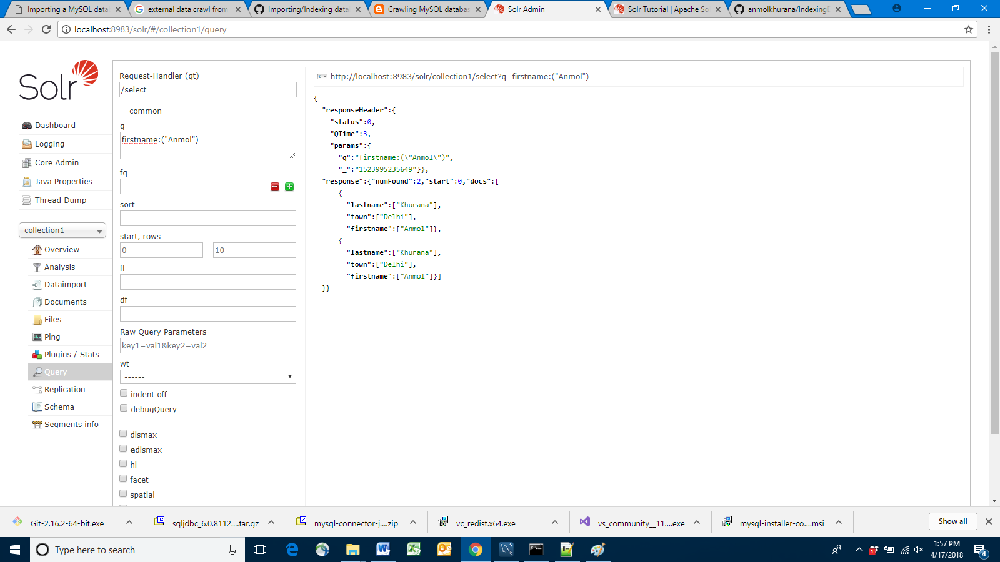 Importing a MySQL datal
external data crawl from
Importing/Indexing data
Crawling MySQL databas
Solr Admin
Solr Tutorial | Apache So
anmolkhurana/Indexing
localhost:8983/solr/#/collection1/query
Solr
Dashboard
Logging
Core Admin
Java Properties
Thread Dump
collection1
Overview
Analysis
Dataimport
Documents
Files
Ping
Plugins / Stats
Query
Replication
Schema
Segments info
Request-Handler (qt)
/select
common
q
firstname:("Anmol")
fq
sort
start, rows
0
10
fl
df
Raw Query Parameters
key1=val1&key2=val2
wt
------
indent off
debugQuery
dismax
edismax
hl
facet
spatial
http://localhost:8983/solr/collection1/select?q=firstname:("Anmol")
{
"responseHeader":{
"status":0,
"QTime":3,
"params":{
"q":"firstname:(\"Anmol\")",
"_":"1523995235649"}},
"response":{"numFound":2,"start":0,"docs":[
{
"lastname":["Khurana"],
"town":["Delhi"],
"firstname":["Anmol"]},
{
"lastname":["Khurana"],
"town":["Delhi"],
"firstname":["Anmol"]}]
}}
Git-2.16.2-64-bit.exe
sqljdbc_6.0.8112....tar.gz
mysql-connector-j....zip
vc_redist.x64.exe
vs_community__11....exe
mysql-installer-co....msi
Show all
Type here to search
1:57 PM
4/17/2018
4